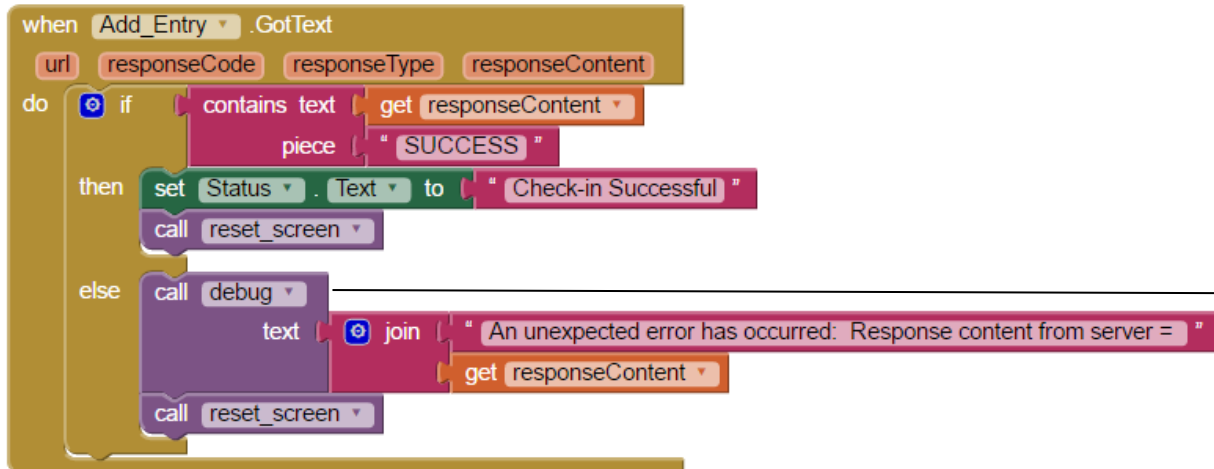 when Add_Entry .GotText
url responseCode responseType responseContent
do if contains text get responseContent
piece " SUCCESS "
then set Status . Text to " Check-in Successful "
call reset_screen
else call debug
text join " An unexpected error has occurred: Response content from server = "
get responseContent
call reset_screen